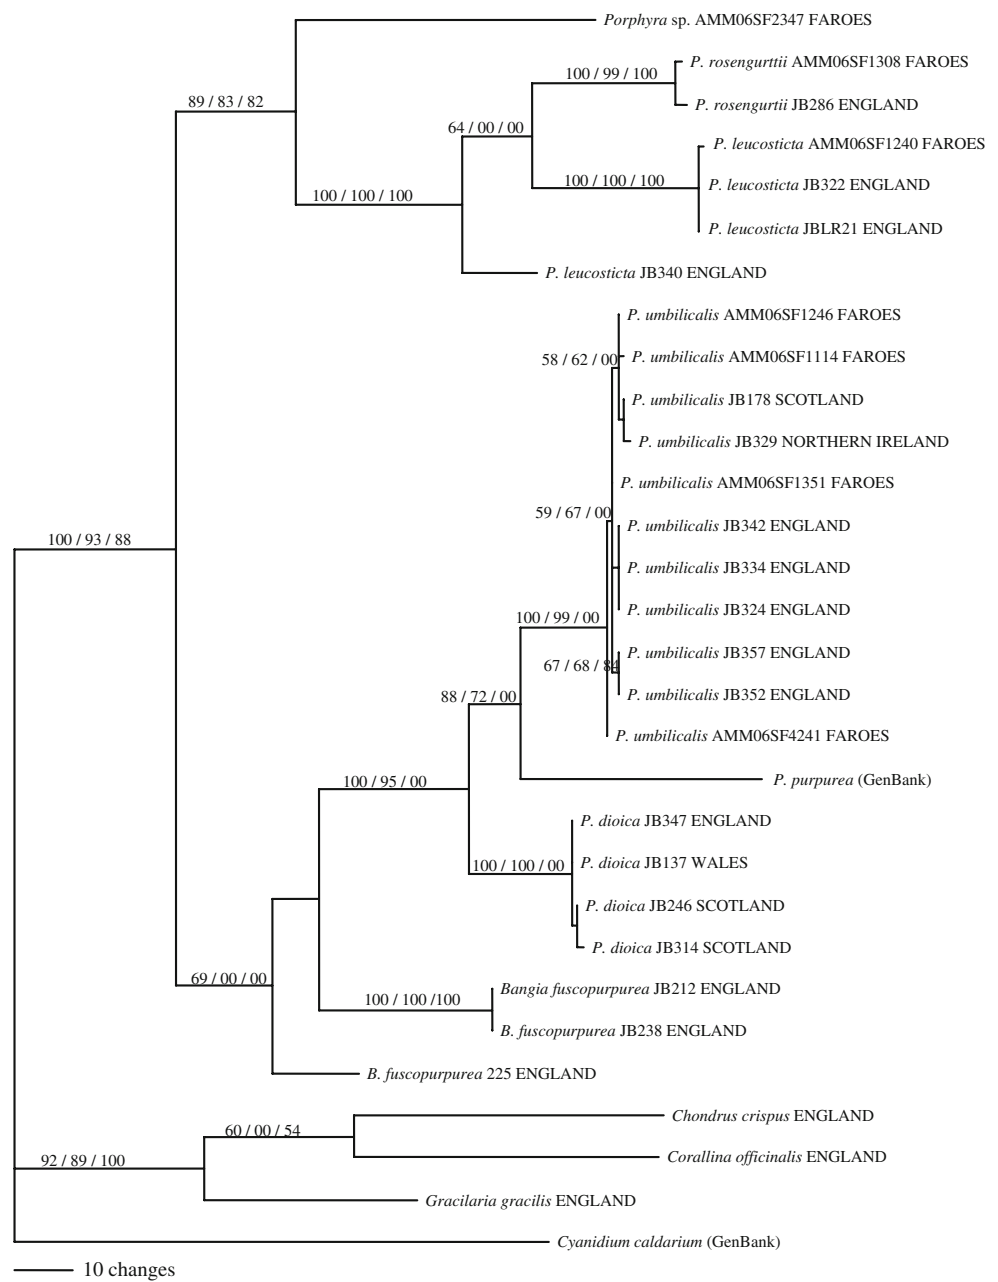 Porphyra sp. AMM06SF2347 FAROES
P. rosengurttii AMM06SF1308 FAROES
100 / 99 / 100
89 / 83 / 82
P. rosengurtii JB286 ENGLAND
64 / 00 / 00
P. leucosticta AMM06SF1240 FAROES
100 / 100 / 100
P. leucosticta JB322 ENGLAND
100 / 100 / 100
P. leucosticta JBLR21 ENGLAND
P. leucosticta JB340 ENGLAND
P. umbilicalis AMM06SF1246 FAROES
58 / 62 / 00
P. umbilicalis AMM06SF1114 FAROES
P. umbilicalis JB178 SCOTLAND
P. umbilicalis JB329 NORTHERN IRELAND
P. umbilicalis AMM06SF1351 FAROES
59 / 67 / 00
P. umbilicalis JB342 ENGLAND
100 / 93 / 88
P. umbilicalis JB334 ENGLAND
P. umbilicalis JB324 ENGLAND
100 / 99 / 00
P. umbilicalis JB357 ENGLAND
67 / 68 /
P. umbilicalis JB352 ENGLAND
88 / 72 / 00
P. umbilicalis AMM06SF4241 FAROES
P. purpurea (GenBank)
100 / 95 / 00
P. dioica JB347 ENGLAND
P. dioica JB137 WALES
100 / 100 / 00
P. dioica JB246 SCOTLAND
P. dioica JB314 SCOTLAND
69 / 00 / 00
Bangia fuscopurpurea JB212 ENGLAND
100 / 100 /100
B. fuscopurpurea JB238 ENGLAND
B. fuscopurpurea 225 ENGLAND
Chondrus crispus ENGLAND
60 / 00 / 54
Corallina officinalis ENGLAND
92 / 89 / 100
Gracilaria gracilis ENGLAND
Cyanidium caldarium (GenBank)
10 changes